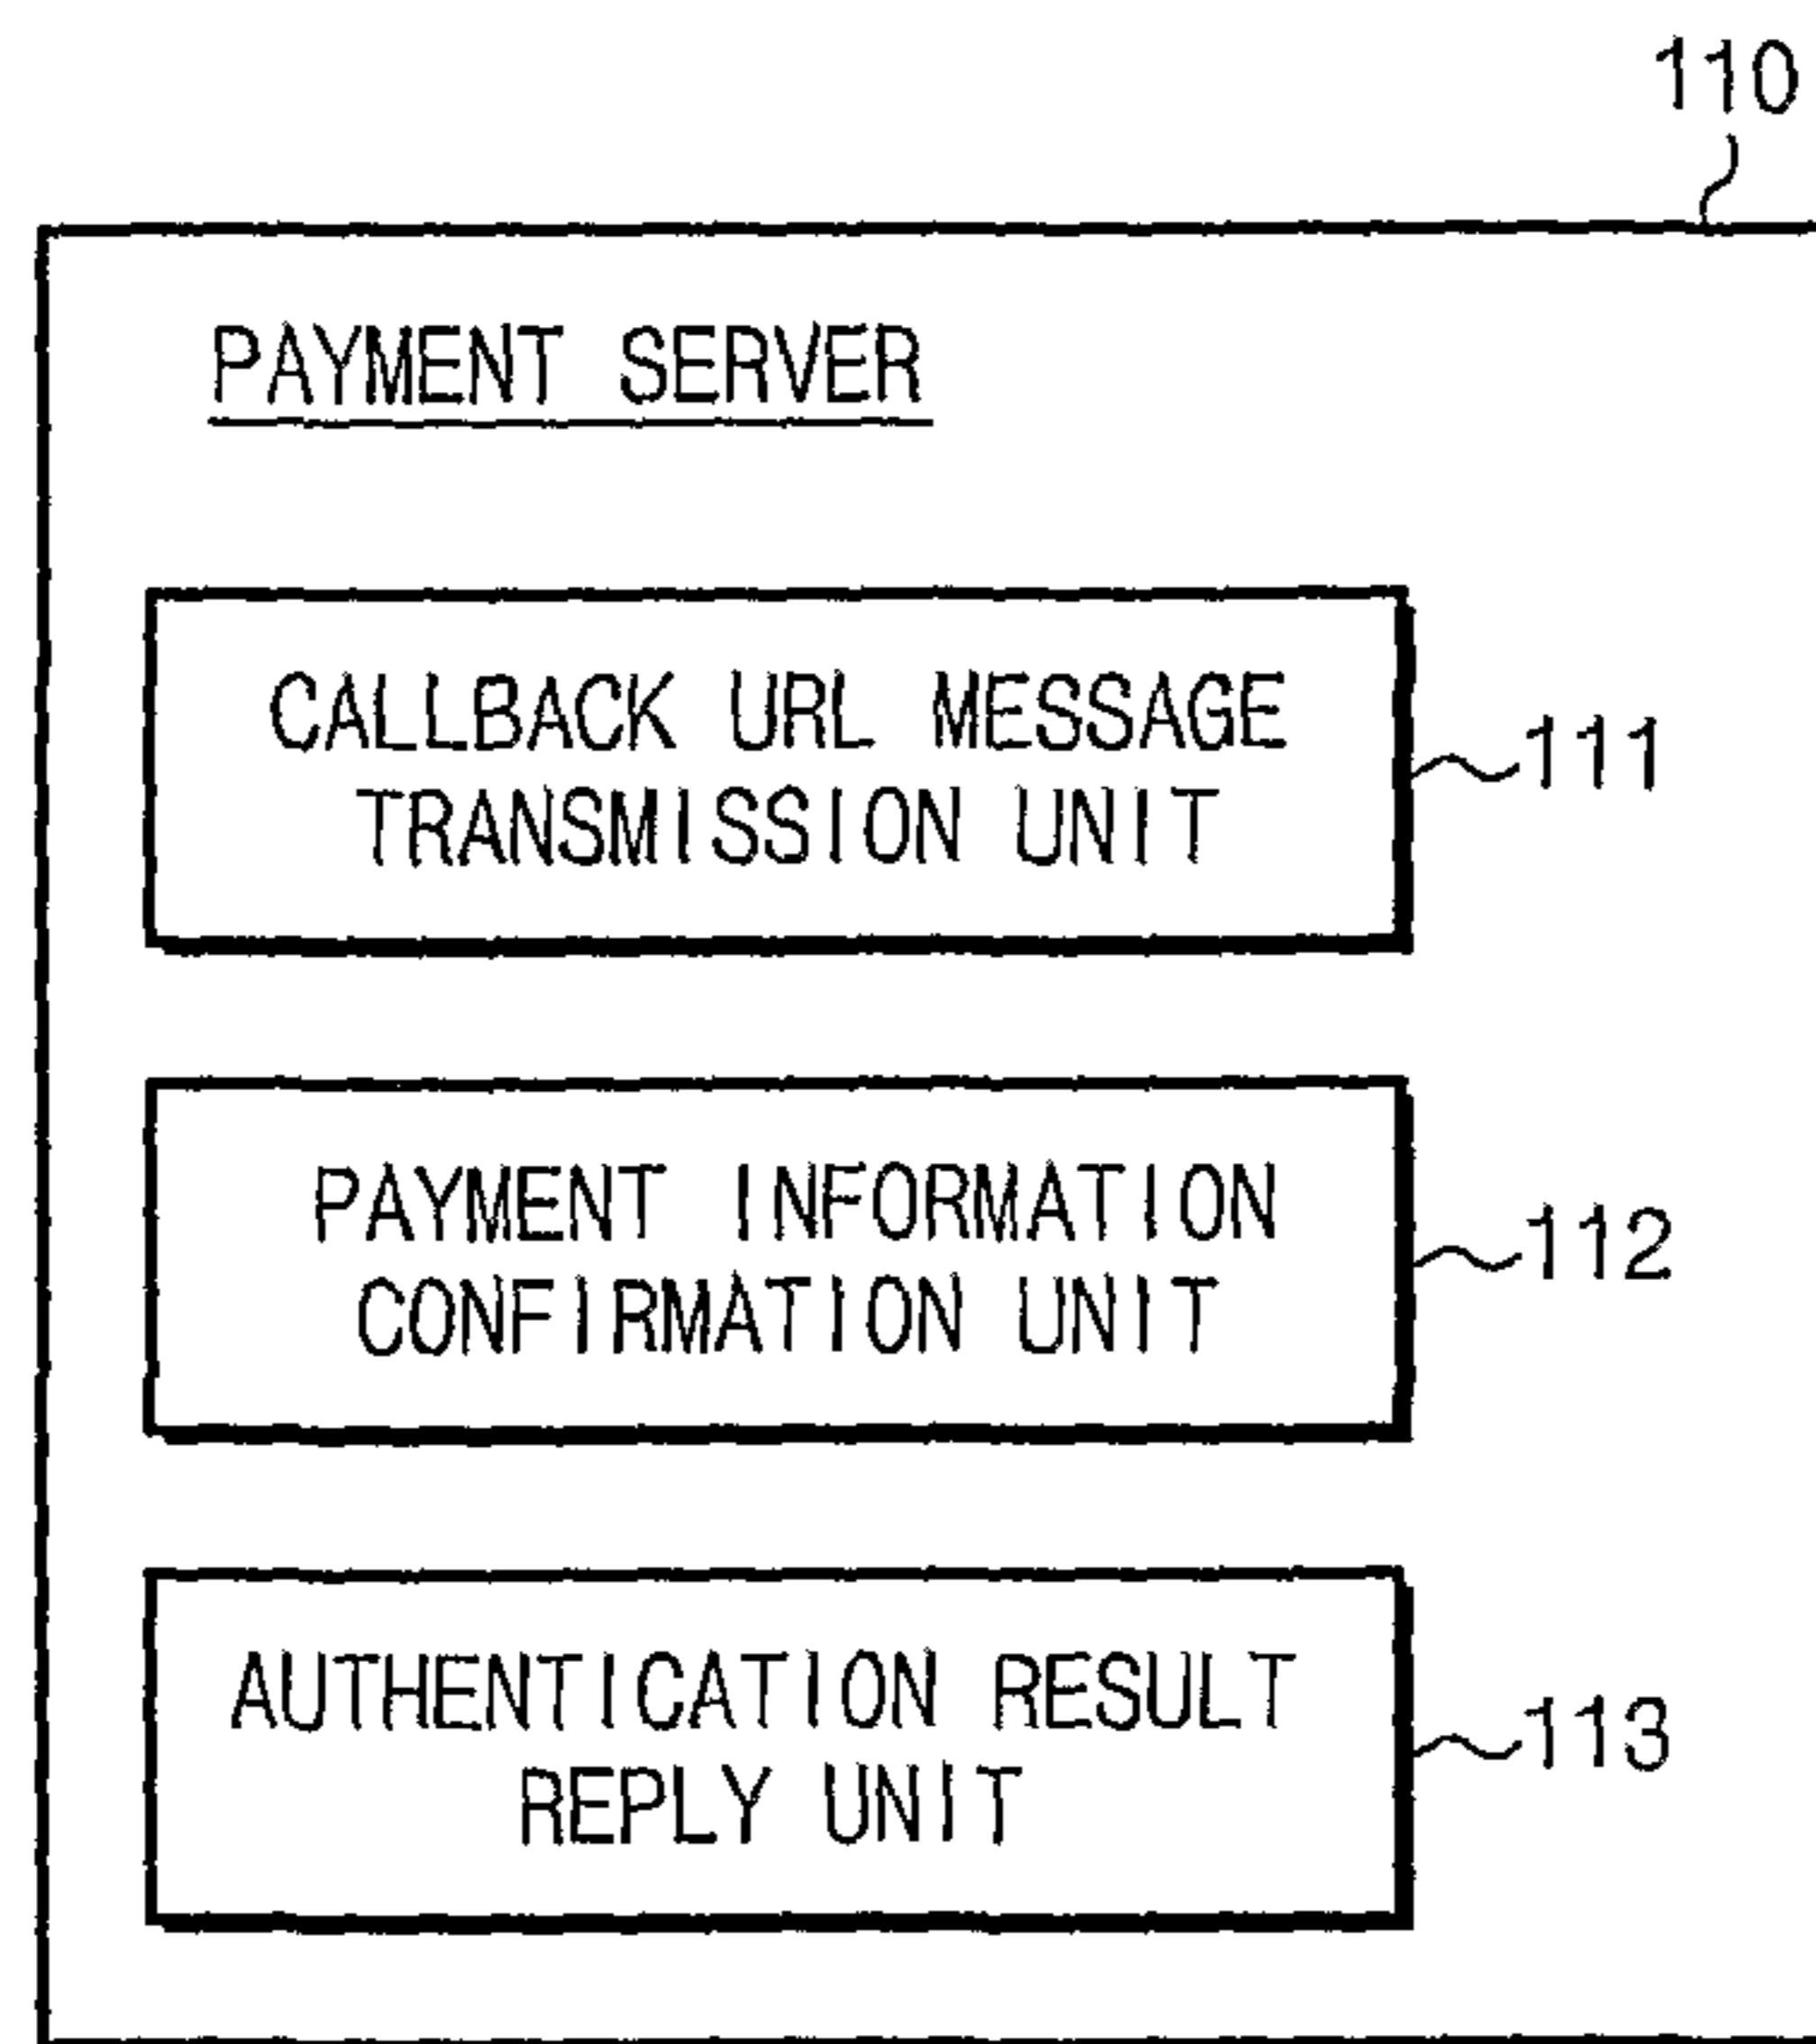 110
PAYMENT SERVER
CALLBACK URL MESSAGE
TRANSMISSION UNIT
111
PAYMENT INFORMATION
CONFIRMATION UNIT
112
AUTHENTICATION RESULT
REPLY UNIT
113